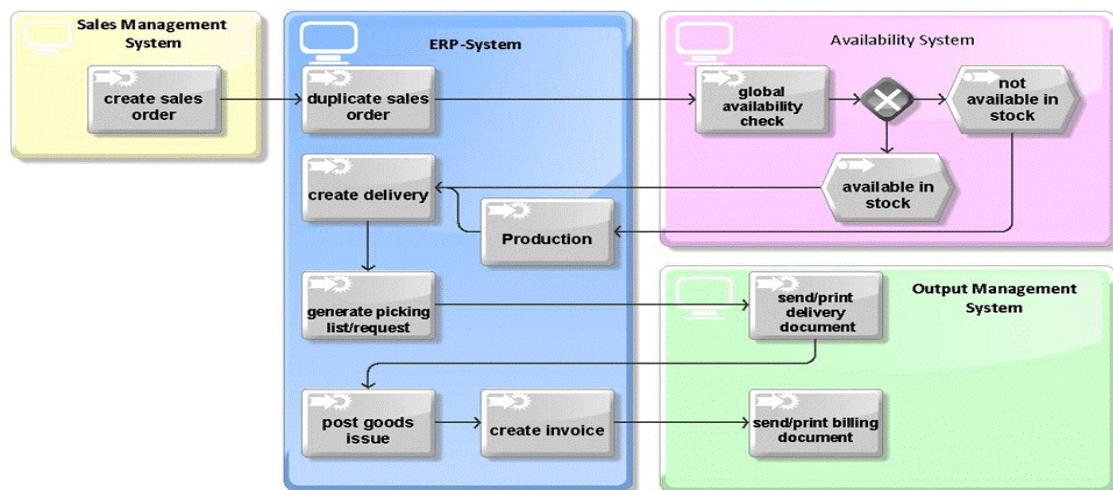 Sales Management
System
create sales
order
ERP-System
duplicate sales
order
create delivery
Production
generate picking
list/request
post goods
issue
create invoice
Availability System
global
availability
check
not
available in
stock
available in
stock
Output Management
System
send/print
delivery
document
send/print billing
document